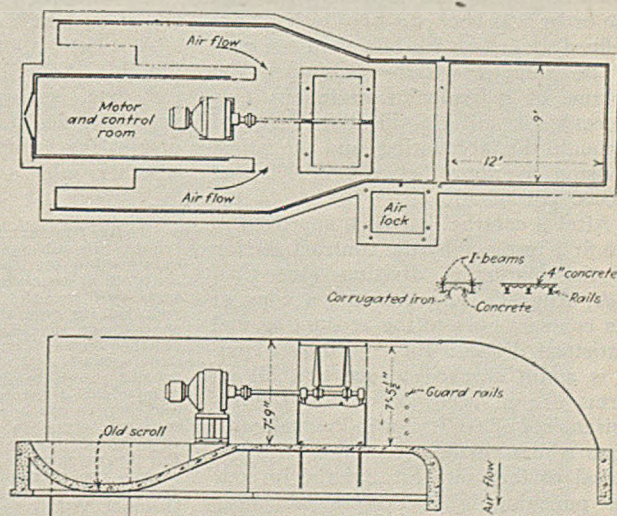 Air flow
Motor
and control
room
9'
12'
Air flow
Air
lock
I-beams
4" concrete
Corrugated iron
Concrete
Rails
7'-9"
7'-5½"
Guard rails
Old scroll
Air flow